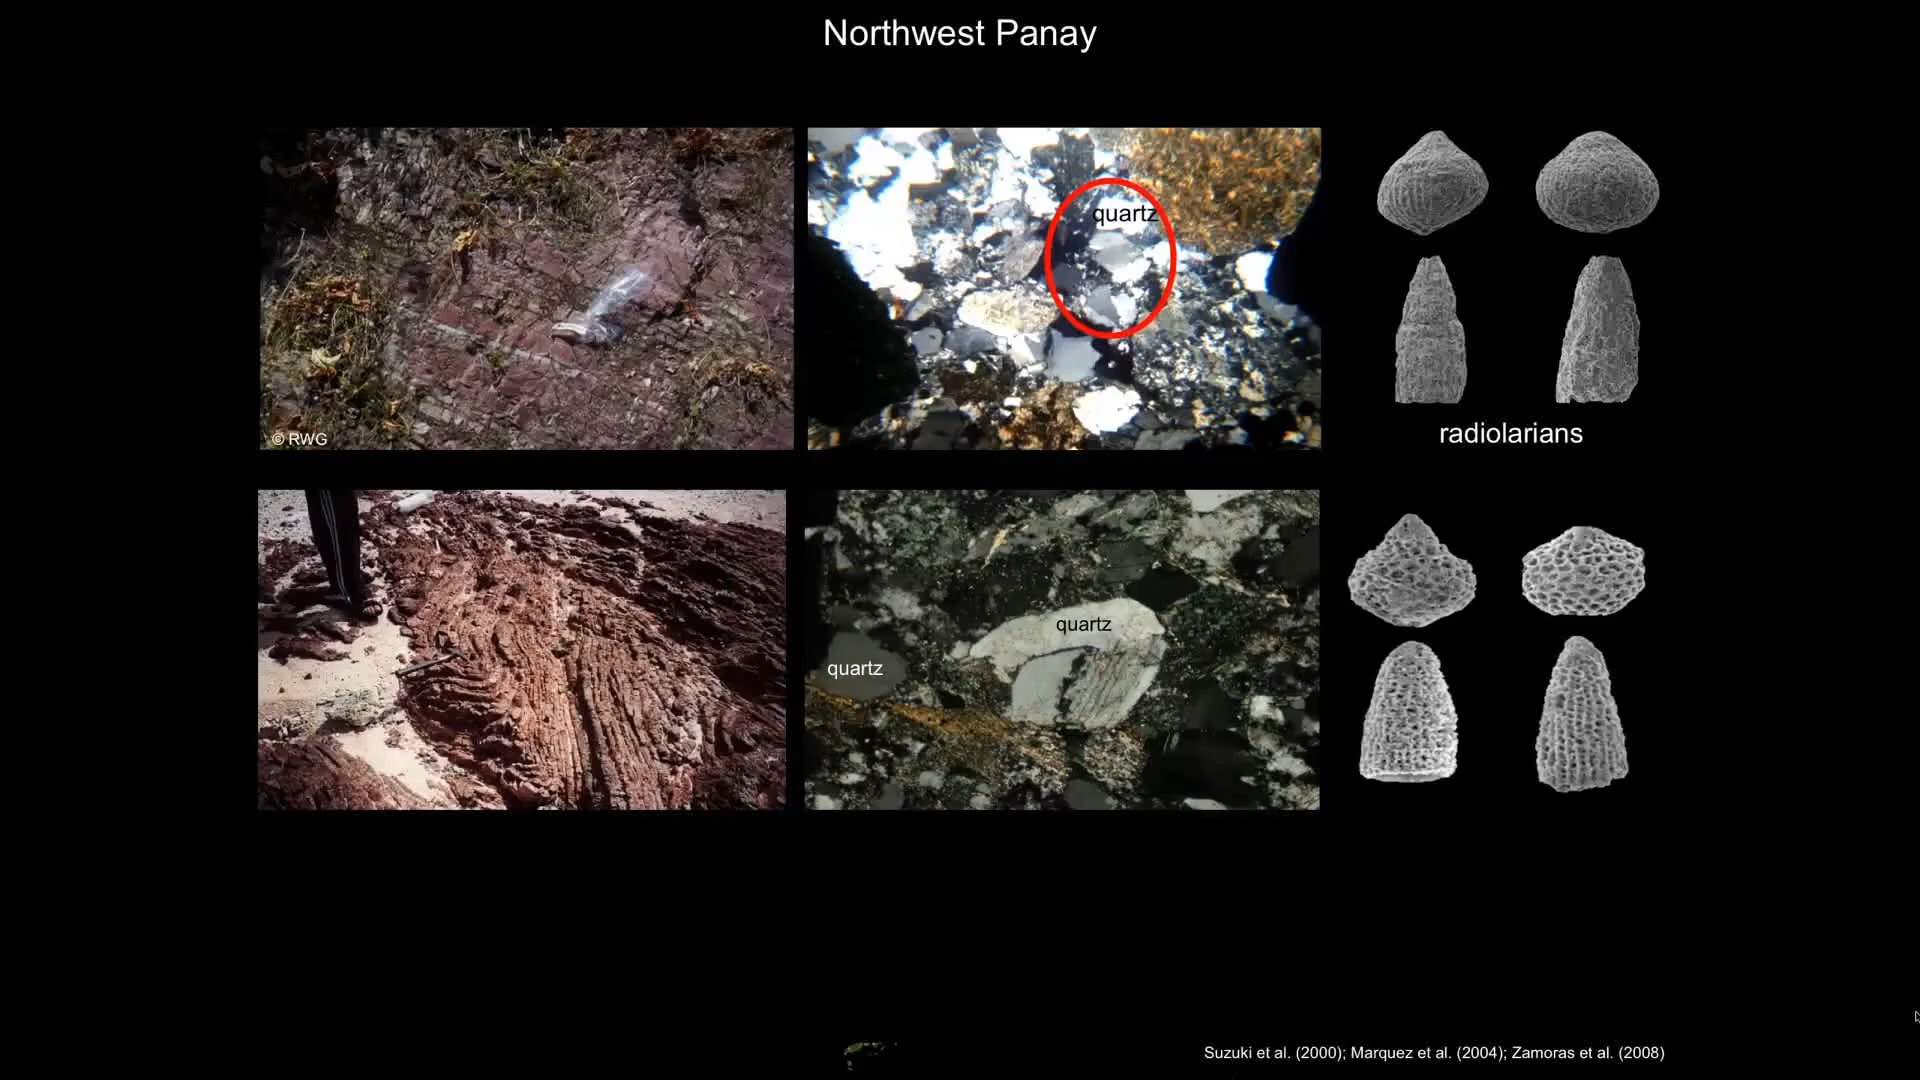 Northwest Panay
quartz
© RWG
radiolarians
quartz
quartz
Suzuki et al. (2000); Marquez et al. (2004); Zamoras et al. (2008)